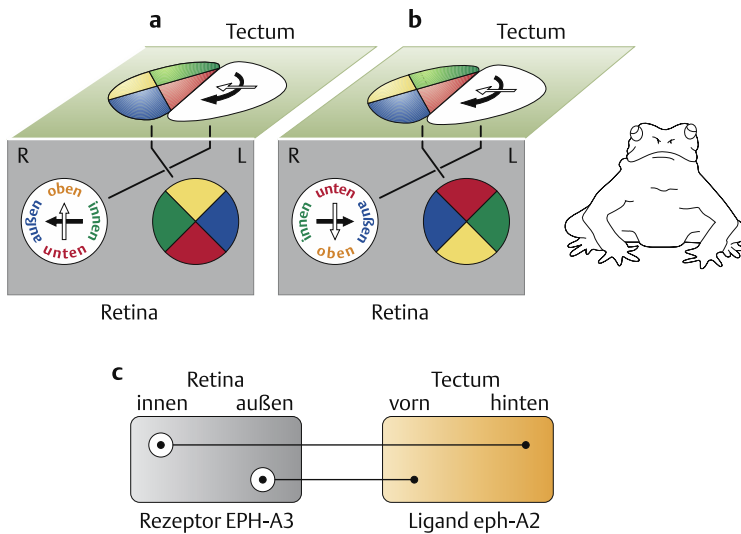 a
Tectum
b
Tectum
R
L
oben
außen
innen
unten
Retina
R
L
unten
innen
außen
oben
Retina
c
Retina
Tectum
innen
außen
vorn
hinten
Rezeptor EPH-A3
Ligand eph-A2